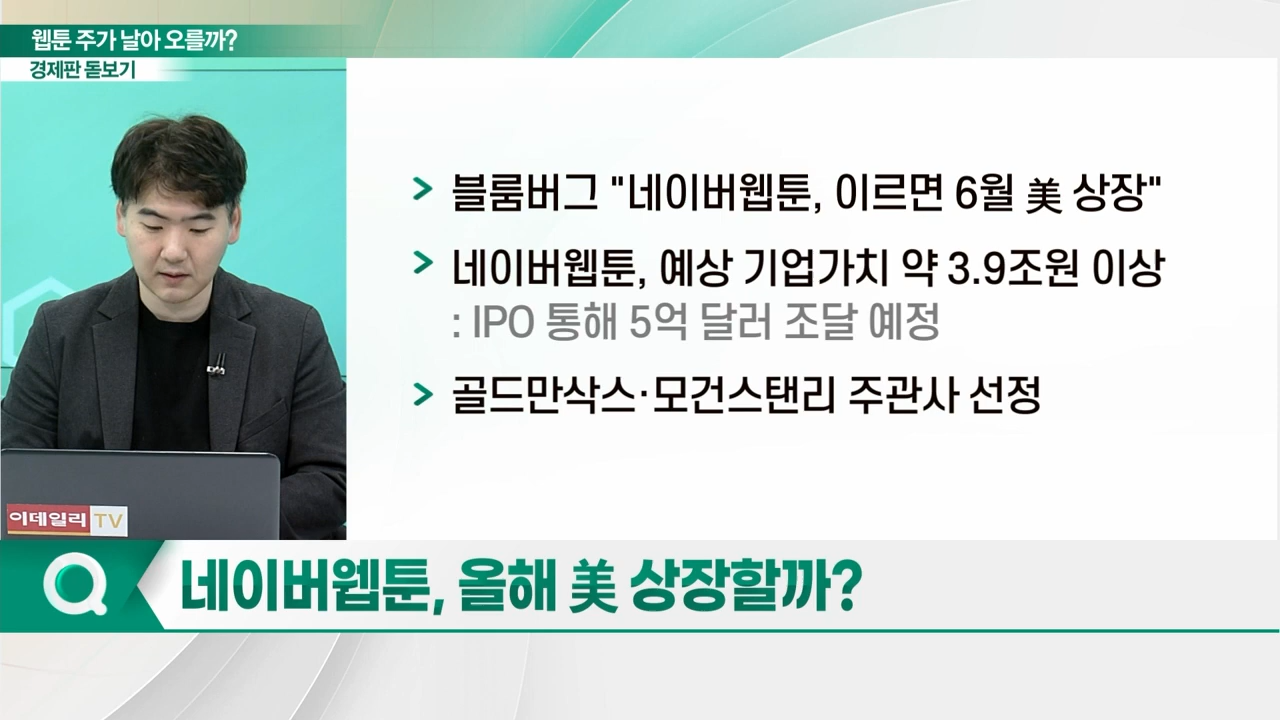 웹툰 주가 날아 오를까?
경제판 돋보기
블룸버그 "네이버웹툰, 이르면 6월 美 상장"
네이버웹툰, 예상 기업가치 약 3.9조원 이상
: IPO 통해 5억 달러 조달 예정
골드만삭스·모건스탠리 주관사 선정
이데일리 TV
네이버웹툰, 올해 美 상장할까?